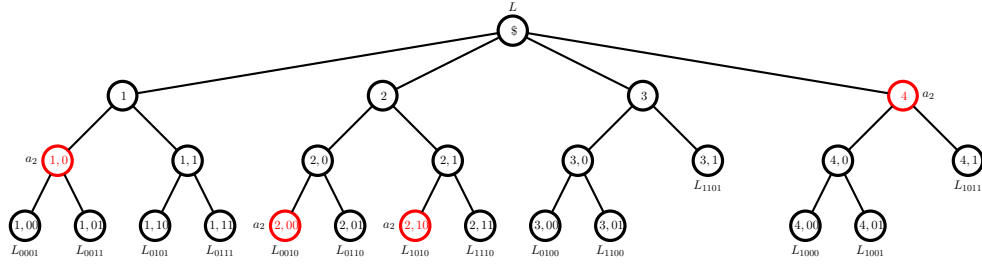 L
$
1
2
3
4 a₂
a₂ 1, 0
1, 1
2, 0
2, 1
3, 0
3, 1
4, 0
4, 1
L₁₁₀₁
L₁₀₁₁
1, 00
1, 01
1, 10
1, 11
a₂ 2, 00
2, 01
a₂ 2, 10
2, 11
3, 00
3, 01
4, 00
4, 01
L₀₀₀₁
L₀₀₁₁
L₀₁₀₁
L₀₁₁₁
L₀₀₁₀
L₀₁₁₀
L₁₀₁₀
L₁₁₁₀
L₀₁₀₀
L₁₁₀₀
L₁₀₀₀
L₁₀₀₁